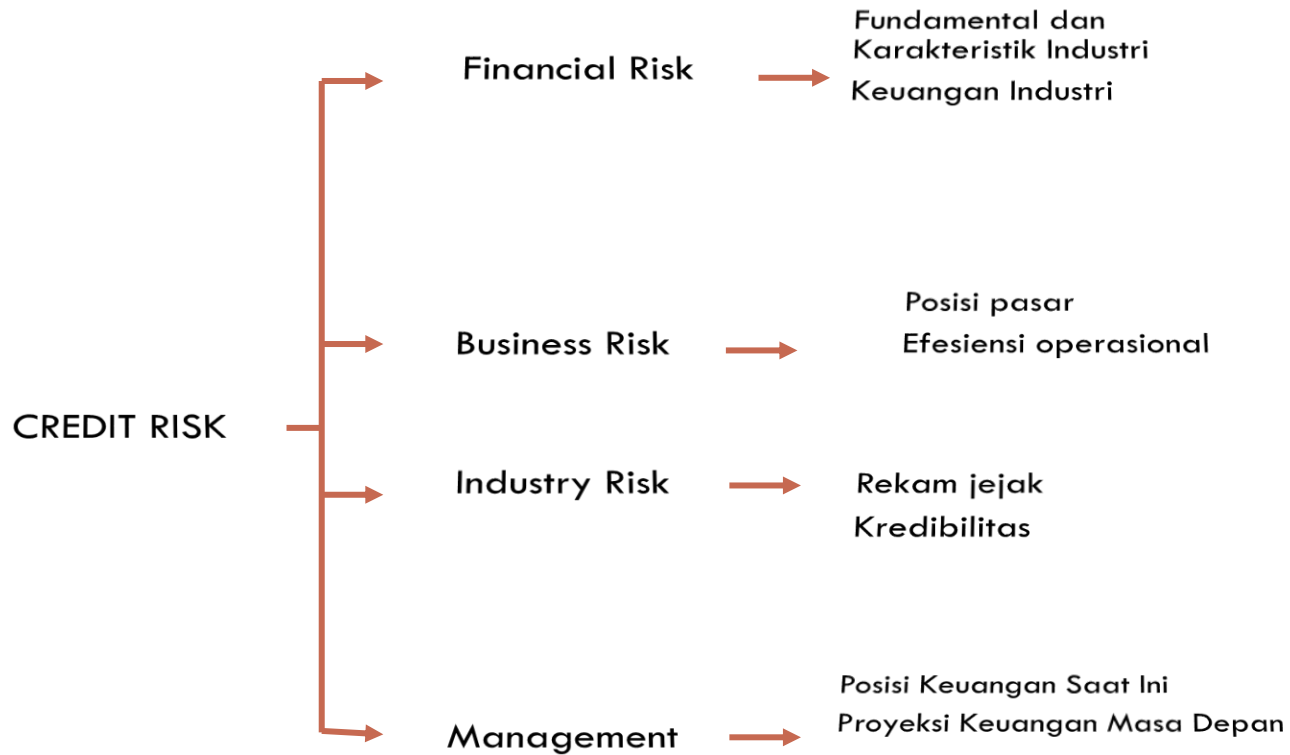 Financial Risk
Fundamental dan
Karakteristik Industri
Keuangan Industri
Business Risk
Posisi pasar
Efesiensi operasional
CREDIT RISK
Industry Risk
Rekam jejak
Kredibilitas
Management
Posisi Keuangan Saat Ini
Proyeksi Keuangan Masa Depan